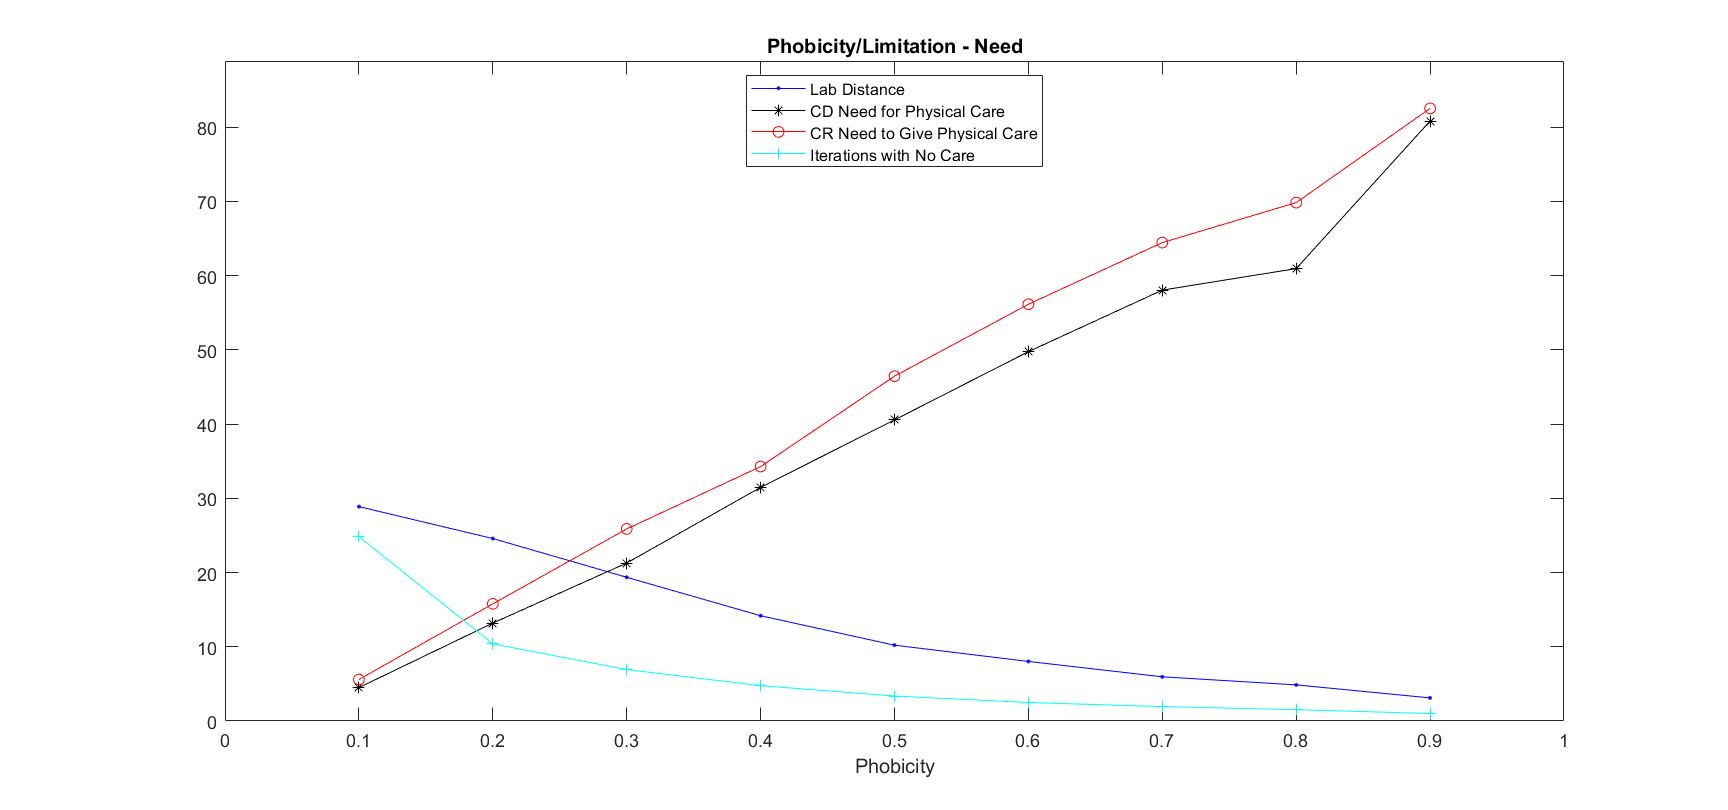 Phobicity/Limitation - Need
Lab Distance
CD Need for Physical Care
CR Need to Give Physical Care
Iterations with No Care
80
70
60
50
40
30
20
10
0
0 0.1 0.2 0.3 0.4 0.5 0.6 0.7 0.8 0.9 1
Phobicity